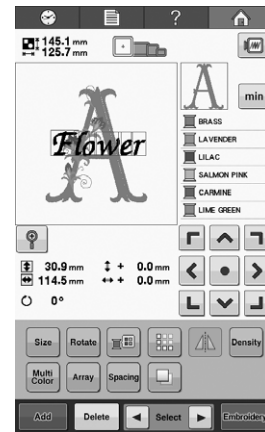 ?
145.1 mm
125.7 mm
A
A
Flower
min
BRASS
LAVENDER
LILAC
SALMON PINK
CARMINE
LIME GREEN
30.9 mm + 0.0 mm
114.5 mm + 0.0 mm
0°
Size Rotate Density
Multi Color Array Spacing
Add Delete Select Embroidery